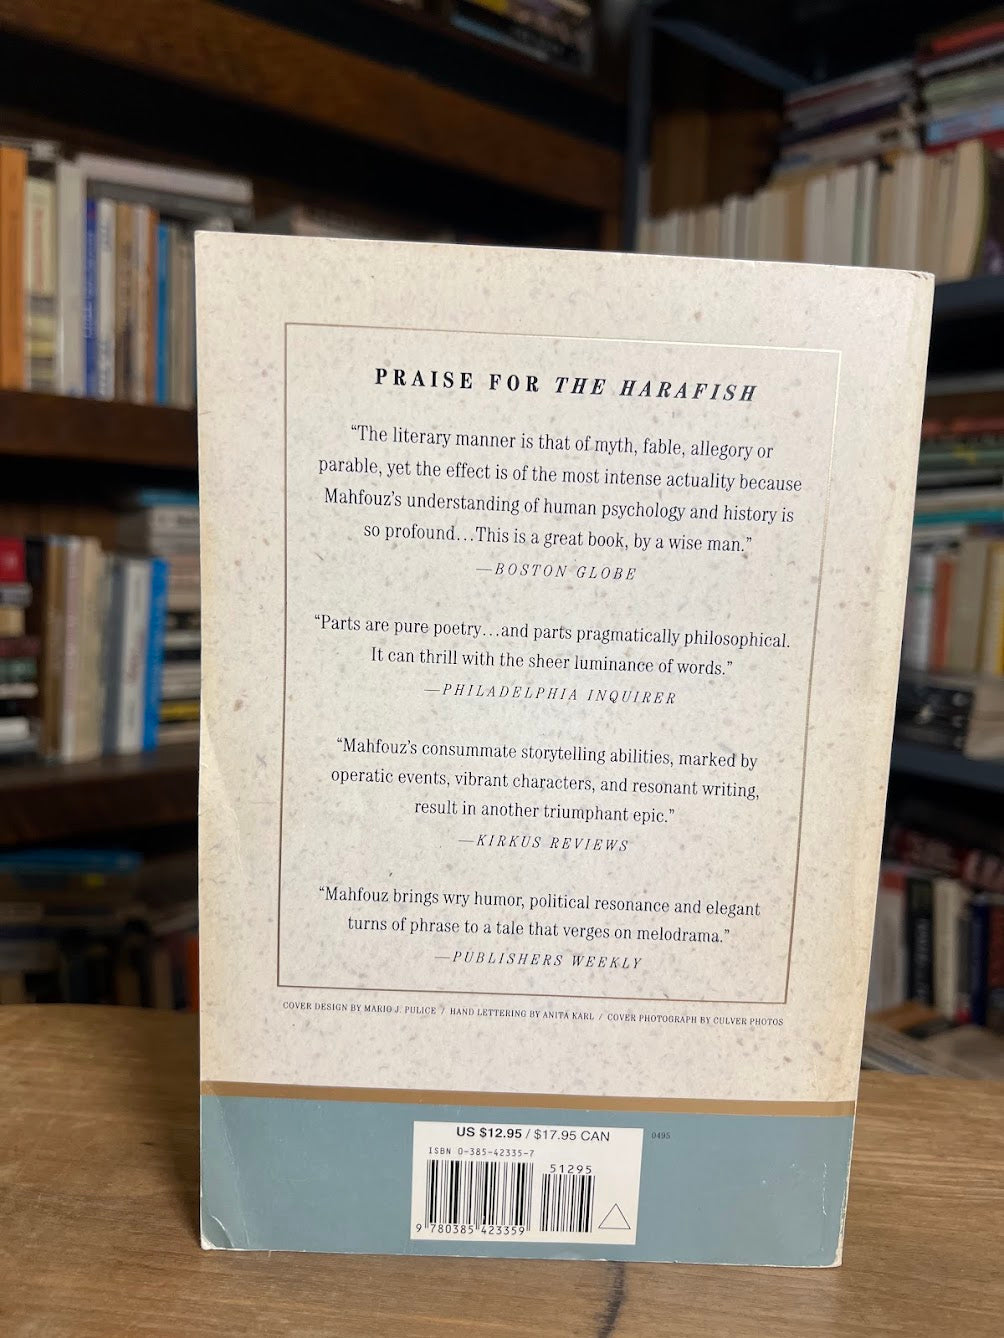 PRAISE FOR THE HARAFISH
“The literary manner is that of myth, fable, allegory or
parable, yet the effect is of the most intense actuality because
Mahfouz’s understanding of human psychology and history is
so profound...This is a great book, by a wise man.”
—BOSTON GLOBE
“Parts are pure poetry...and parts pragmatically philosophical.
It can thrill with the sheer luminance of words.”
—PHILADELPHIA INQUIRER
“Mahfouz’s consummate storytelling abilities, marked by
operatic events, vibrant characters, and resonant writing,
result in another triumphant epic.”
—KIRKUS REVIEWS
“Mahfouz brings wry humor, political resonance and elegant
turns of phrase to a tale that verges on melodrama.”
—PUBLISHERS WEEKLY
COVER DESIGN BY MARIO J. PULICE / HAND LETTERING BY ANITA KARL / COVER PHOTOGRAPH BY CULVER PHOTOS
US $12.95 / $17.95 CAN
0495
ISBN 0-385-42335-7
51295
9 780385 423359